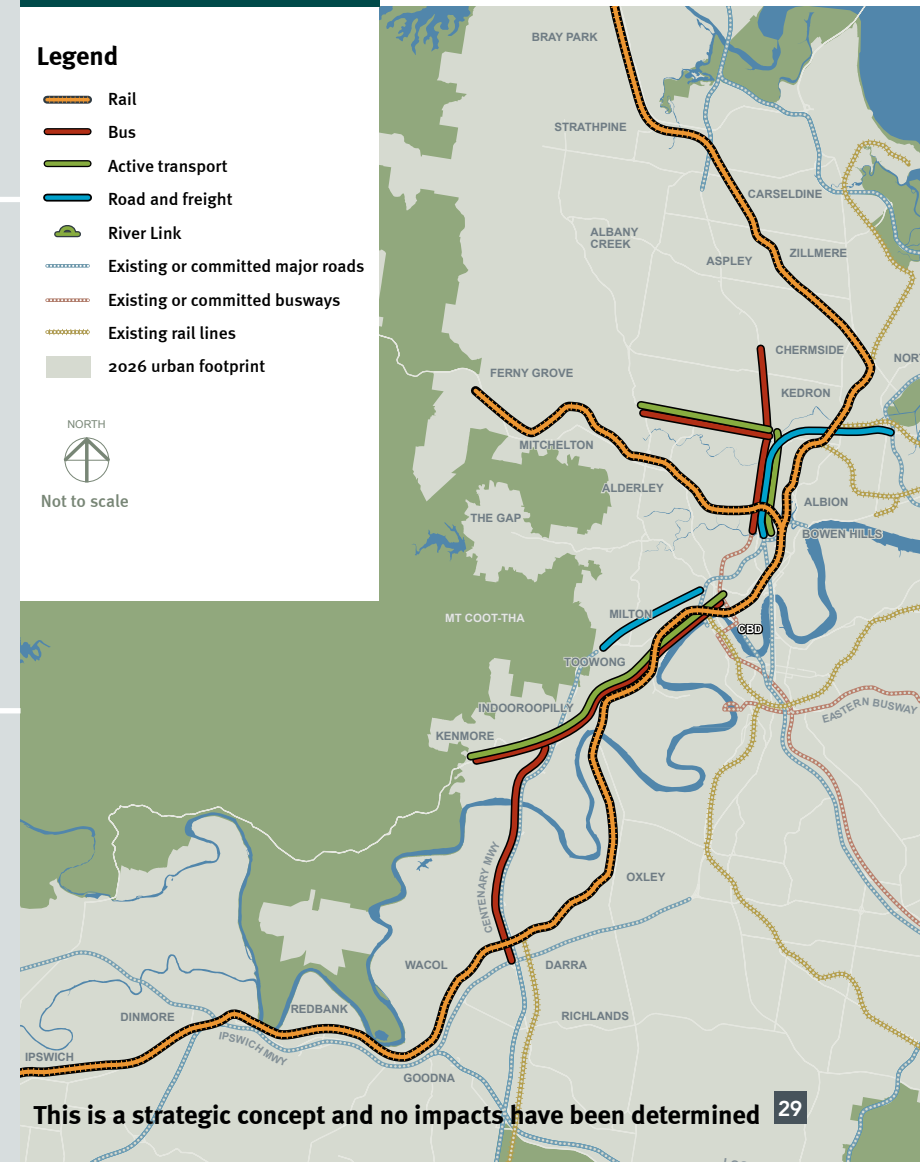 Legend
Rail
Bus
Active transport
Road and freight
River Link
Existing or committed major roads
Existing or committed busways
Existing rail lines
2026 urban footprint
NORTH
Not to scale
BRAY PARK
STRATHPINE
CARSELDINE
ALBANY
CREEK
ZILLMERE
ASPLEY
CHERMSIDE
NOR
FERNY GROVE
KEDRON
MITCHELTON
ALDERLEY
ALBION
THE GAP
BOWEN HILLS
MT COOT-THA
MILTON
CBD
TOOWONG
INDOOROOPILLY
EASTERN BUSWAY
KENMORE
CENTENARY MWY
OXLEY
WACOL
DARRA
REDBANK
DINMORE
RICHLANDS
IPSWICH MWY
IPSWICH
GOODNA
This is a strategic concept and no impacts have been determined 29